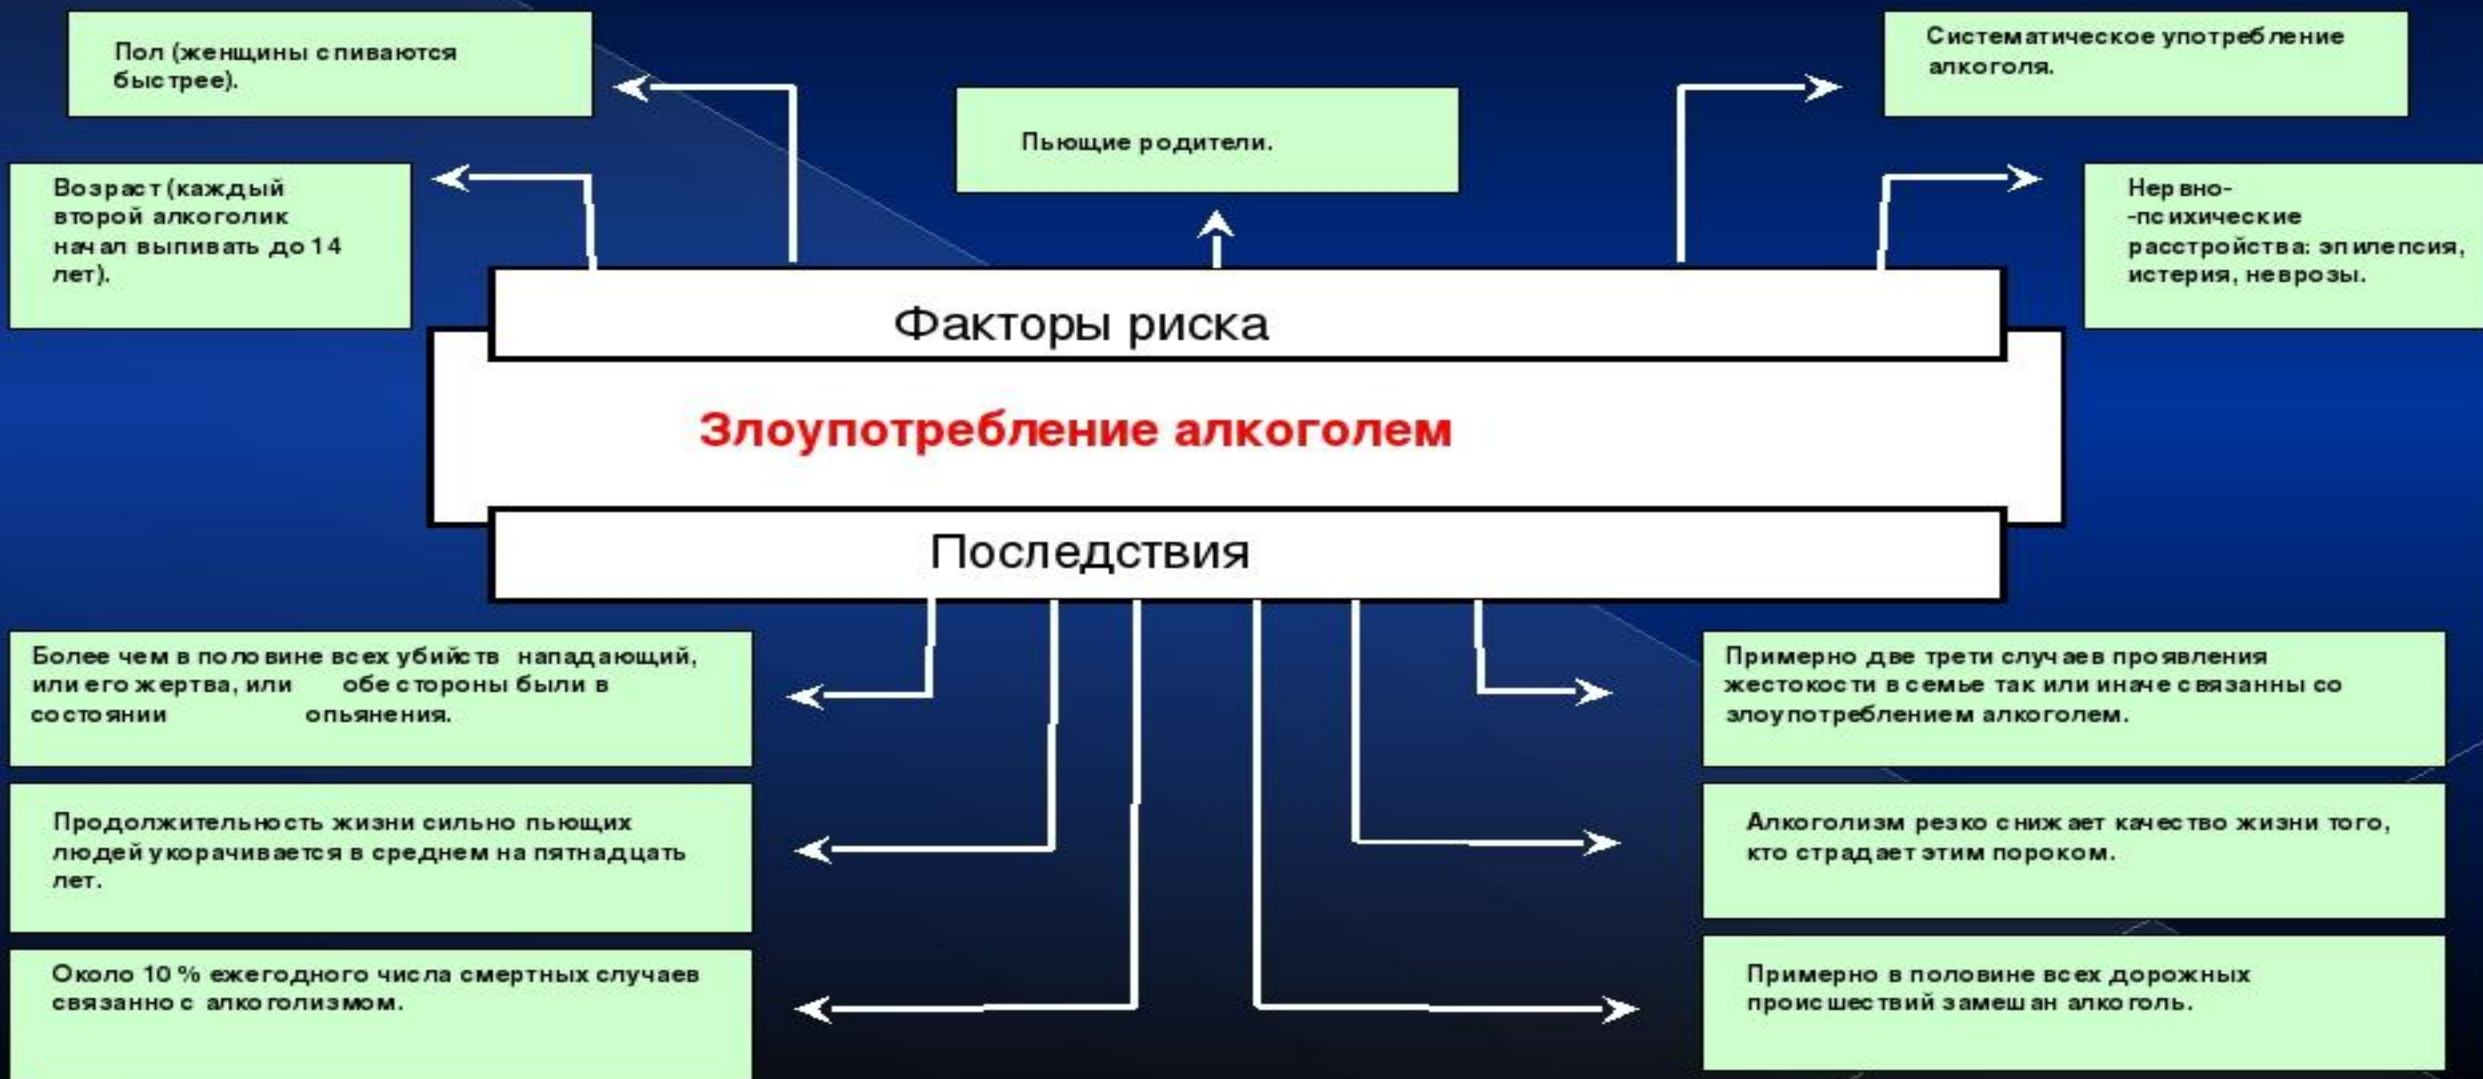 Пол (женщины спиваются
быстрее).
Систематическое употребление
алкоголя.
Пьющие родители.
Возраст (каждый
второй алкоголик
начал выпивать до 14
лет).
Нервно-
-психические
расстройства: эпилепсия,
истерия, неврозы.
Факторы риска
Злоупотребление алкоголем
Последствия
Более чем в половине всех убийств нападающий,
или его жертва, или обе стороны были в
состоянии опьянения.
Продолжительность жизни сильно пьющих
людей укорачивается в среднем на пятнадцать
лет.
Около 10 % ежегодного числа смертных случаев
связанно с алкоголизмом.
Примерно две трети случаев проявления
жестокости в семье так или иначе связанны со
злоупотреблением алкоголем.
Алкоголизм резко снижает качество жизни того,
кто страдает этим пороком.
Примерно в половине всех дорожных
происшествий замешан алкоголь.